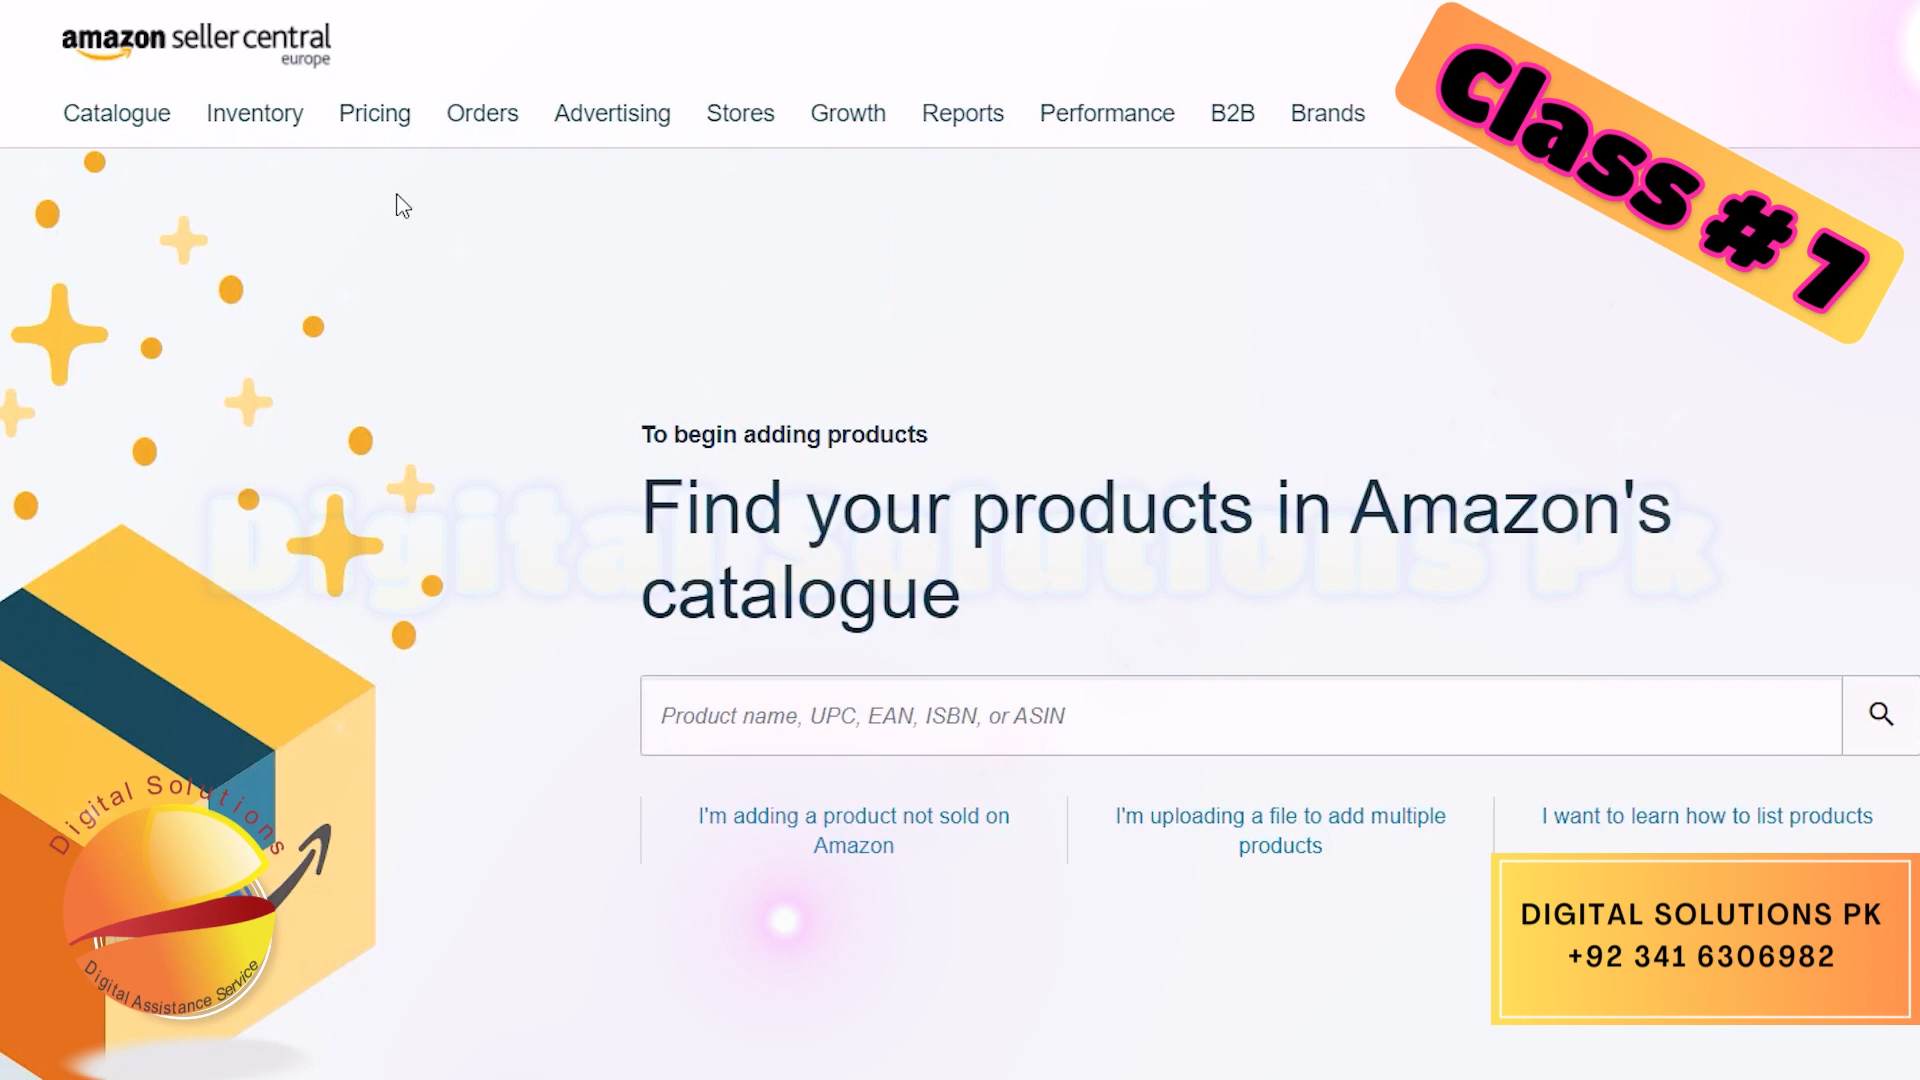 amazon seller central
europe
Catalogue Inventory Pricing Orders Advertising Stores Growth Reports Performance B2B Brands
Class # 7
To begin adding products
Find your products in Amazon's
catalogue
Digital Solutions Pk
Product name, UPC, EAN, ISBN, or ASIN
I'm adding a product not sold on
Amazon
I'm uploading a file to add multiple
products
I want to learn how to list products
Digital Solutions
Digital Assistance Service
DIGITAL SOLUTIONS PK
+92 341 6306982